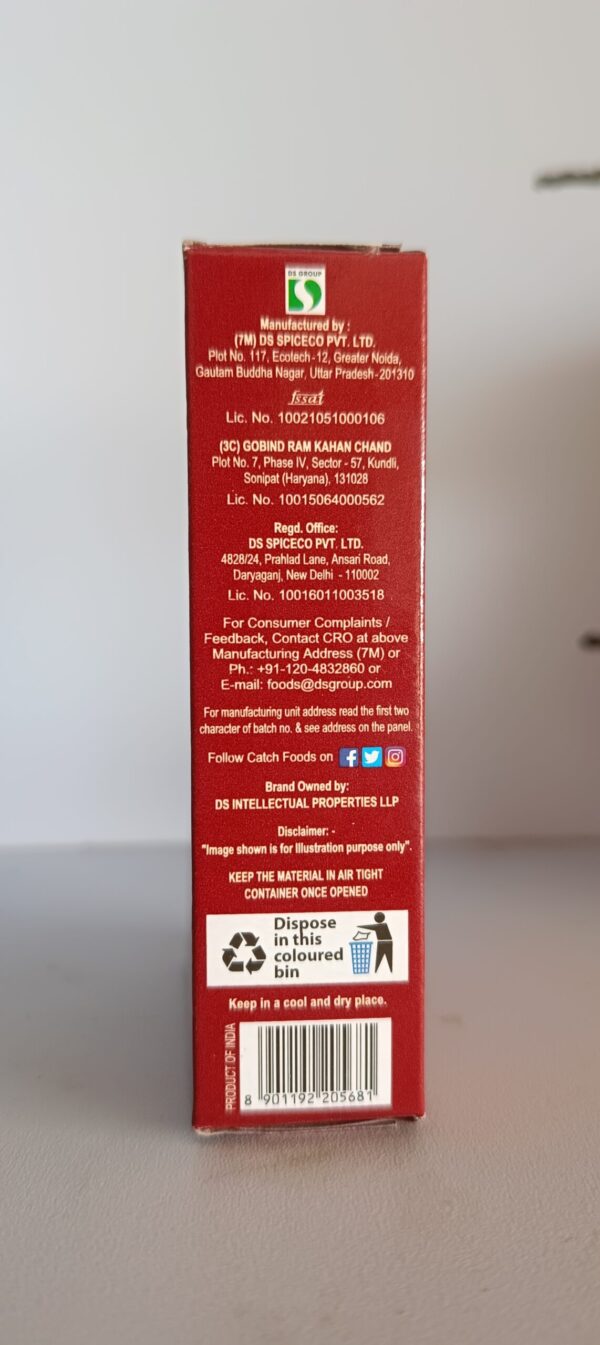 DS GROUP
Manufactured by :
(7M) DS SPICECO PVT. LTD.
Plot No. 117, Ecotech-12, Greater Noida,
Gautam Buddha Nagar, Uttar Pradesh-201310
fssai
Lic. No. 10021051000106
(3C) GOBIND RAM KAHAN CHAND
Plot No. 7, Phase IV, Sector - 57, Kundli,
Sonipat (Haryana), 131028
Lic. No. 10015064000562
Regd. Office:
DS SPICECO PVT. LTD.
4828/24, Prahlad Lane, Ansari Road,
Daryaganj, New Delhi - 110002
Lic. No. 10016011003518
For Consumer Complaints /
Feedback, Contact CRO at above
Manufacturing Address (7M) or
Ph.: +91-120-4832860 or
E-mail: foods@dsgroup.com
For manufacturing unit address read the first two
character of batch no. & see address on the panel.
Follow Catch Foods on
Brand Owned by:
DS INTELLECTUAL PROPERTIES LLP
Disclaimer: -
"Image shown is for Illustration purpose only".
KEEP THE MATERIAL IN AIR TIGHT
CONTAINER ONCE OPENED
Dispose
in this
coloured
bin
Keep in a cool and dry place.
PRODUCT OF INDIA
8 901192 205681